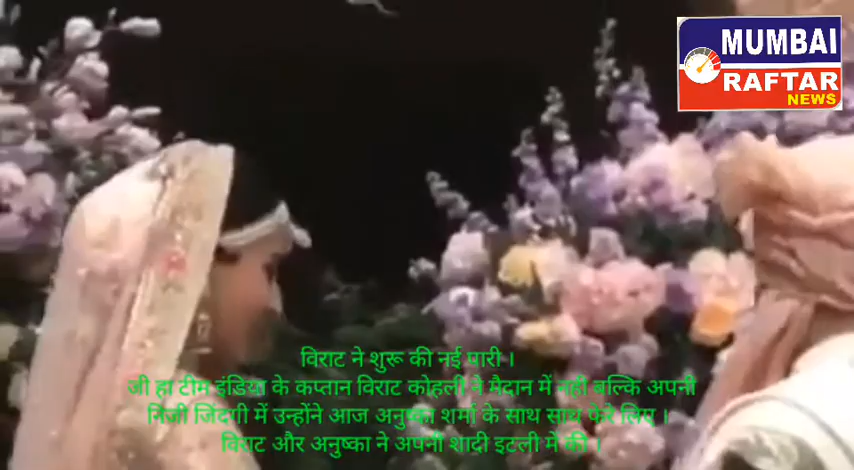 MUMBAI
RAFTAR
NEWS
विराट ने शुरू की नई पारी ।
जी हा टीम इंडिया के कप्तान विराट कोहली ने मैदान में नही बल्कि अपनी
निजी जिंदगी में उन्होंने आज अनुष्का शर्मा के साथ सात फेरे लिए ।
विराट और अनुष्का ने अपनी शादी इटली में की ।